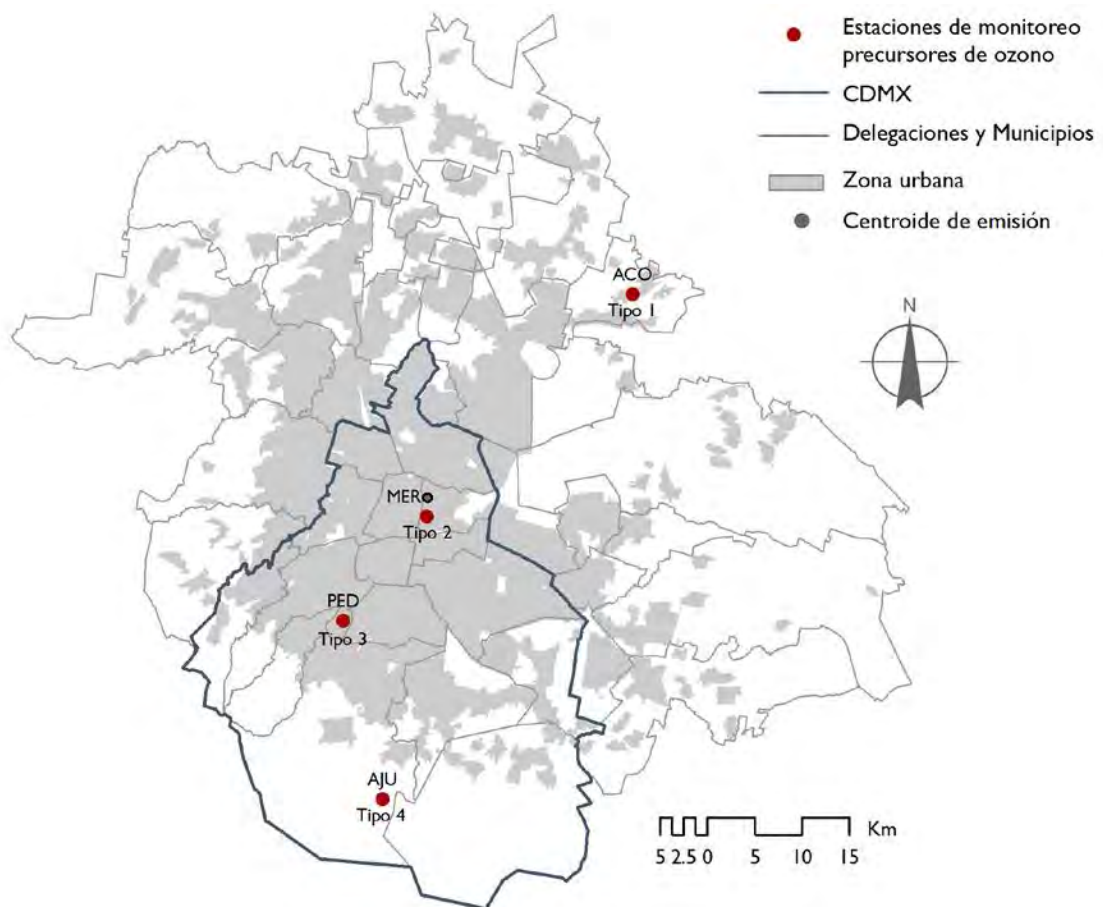 Estaciones de monitoreo
precursores de ozono
CDMX
Delegaciones y Municipios
Zona urbana
Centroide de emisión
ACO
Tipo 1
N
MER
Tipo 2
PED
Tipo 3
AJU
Tipo 4
Km
5 2.5 0 5 10 15